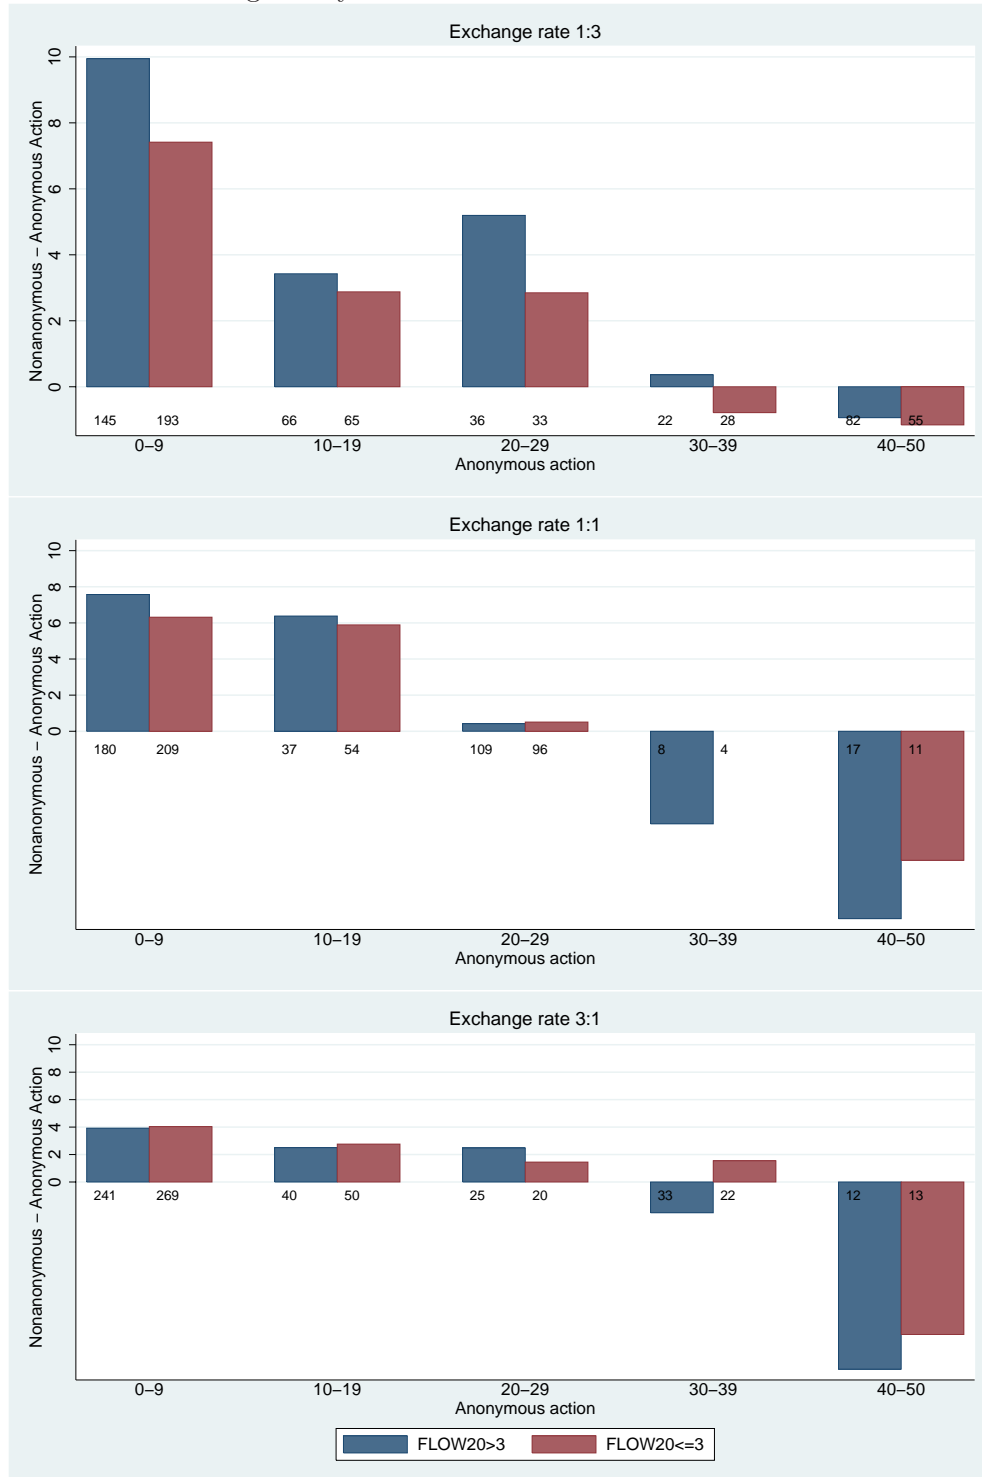 Exchange rate 1:3
Nonanonymous − Anonymous Action
10
8
6
4
2
0
145 193 66 65 36 33 22 28 82 55
0−9 10−19 20−29 30−39 40−50
Anonymous action
Exchange rate 1:1
Nonanonymous − Anonymous Action
10
8
6
4
2
0
180 209 37 54 109 96 8 4 17 11
0−9 10−19 20−29 30−39 40−50
Anonymous action
Exchange rate 3:1
Nonanonymous − Anonymous Action
10
8
6
4
2
0
241 269 40 50 25 20 33 22 12 13
0−9 10−19 20−29 30−39 40−50
Anonymous action
FLOW20>3 FLOW20<=3